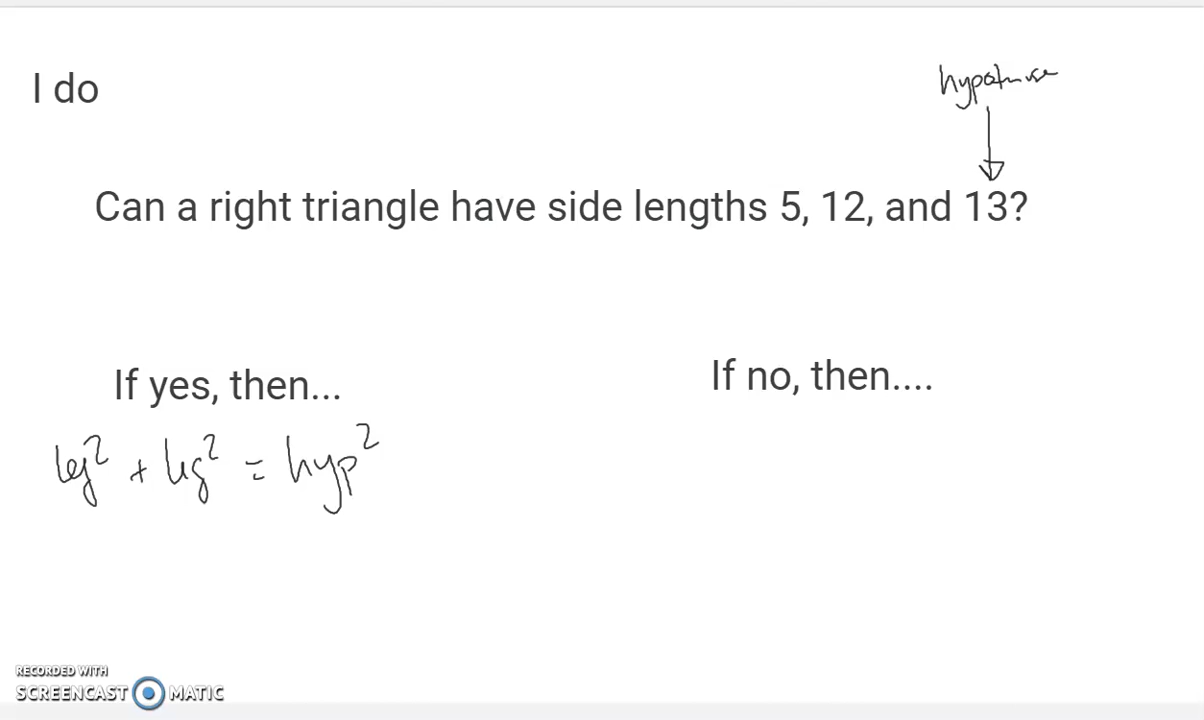 hypotnuse
I do
Can a right triangle have side lengths 5, 12, and 13?
If yes, then...
If no, then....
leg² + leg² = hyp²
RECORDED WITH
SCREENCAST MATIC